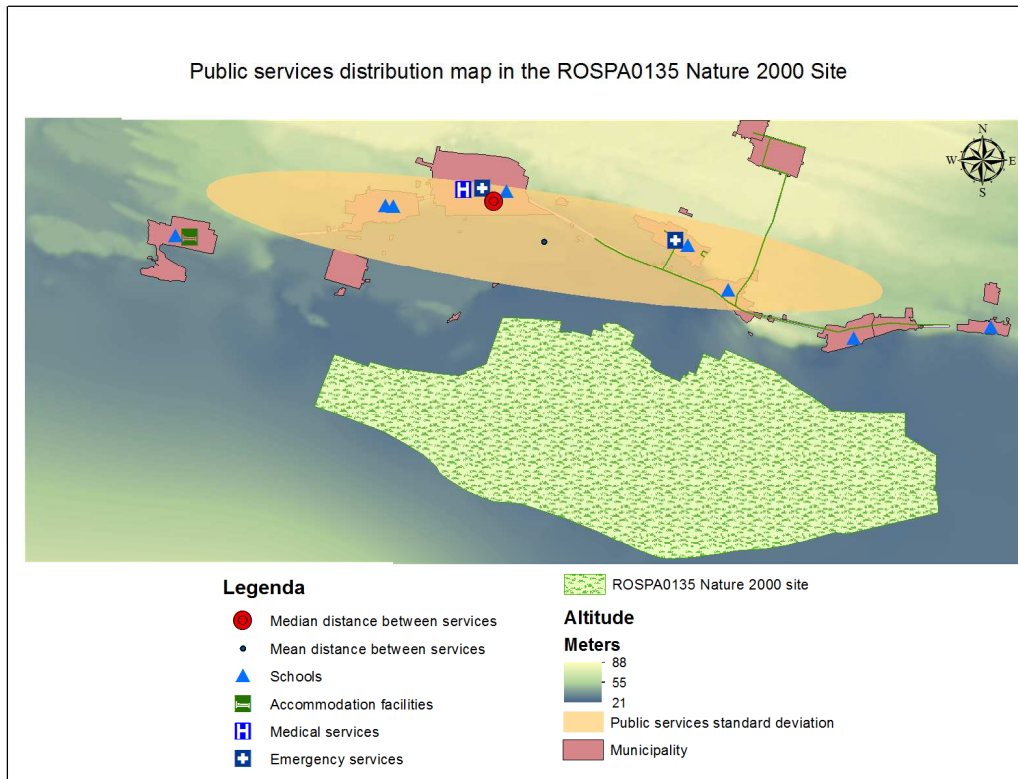 Public services distribution map in the ROSPA0135 Nature 2000 Site
N
W E
S
H
Legenda
Median distance between services
Mean distance between services
Schools
Accommodation facilities
H Medical services
Emergency services
ROSPA0135 Nature 2000 site
Altitude
Meters
88
55
21
Public services standard deviation
Municipality